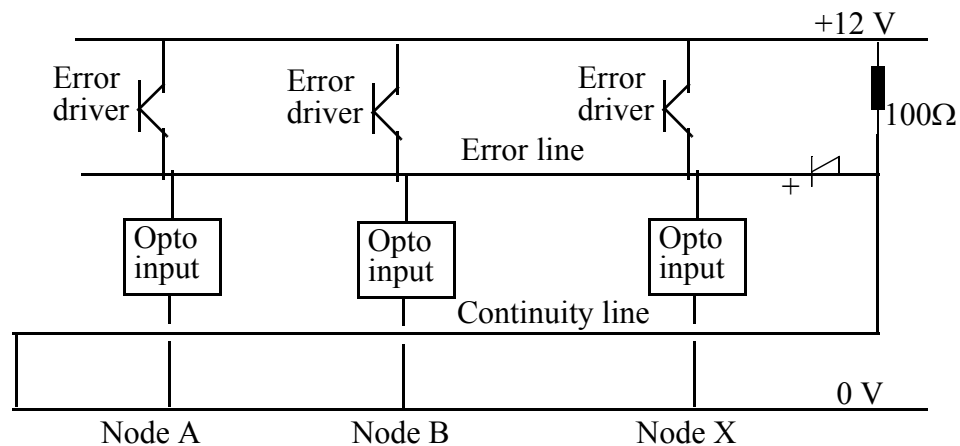 +12 V
Error
driver
Error
driver
Error
driver
100Ω
Error line
+
Opto
input
Opto
input
Opto
input
Continuity line
0 V
Node A
Node B
Node X